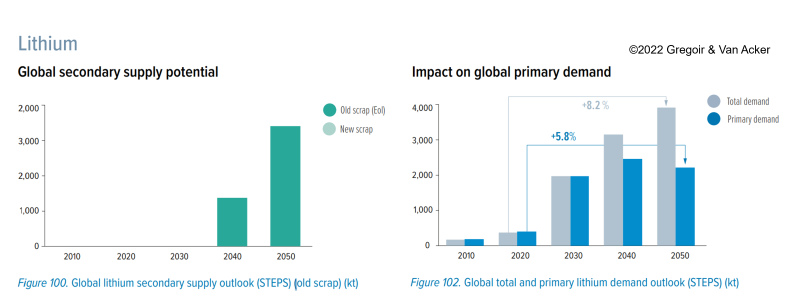 Lithium
©2022 Gregoir & Van Acker
Global secondary supply potential
2,000
3,000
2,000
1,000
0
2010 2020 2030 2040 2050
Old scrap (Eol)
New scrap
Figure 100. Global lithium secondary supply outlook (STEPS) (old scrap) (kt)
Impact on global primary demand
4,000
3,000
2,000
1,000
0
+8.2 %
+5.8%
2010 2020 2030 2040 2050
Total demand
Primary demand
Figure 102. Global total and primary lithium demand outlook (STEPS) (kt)